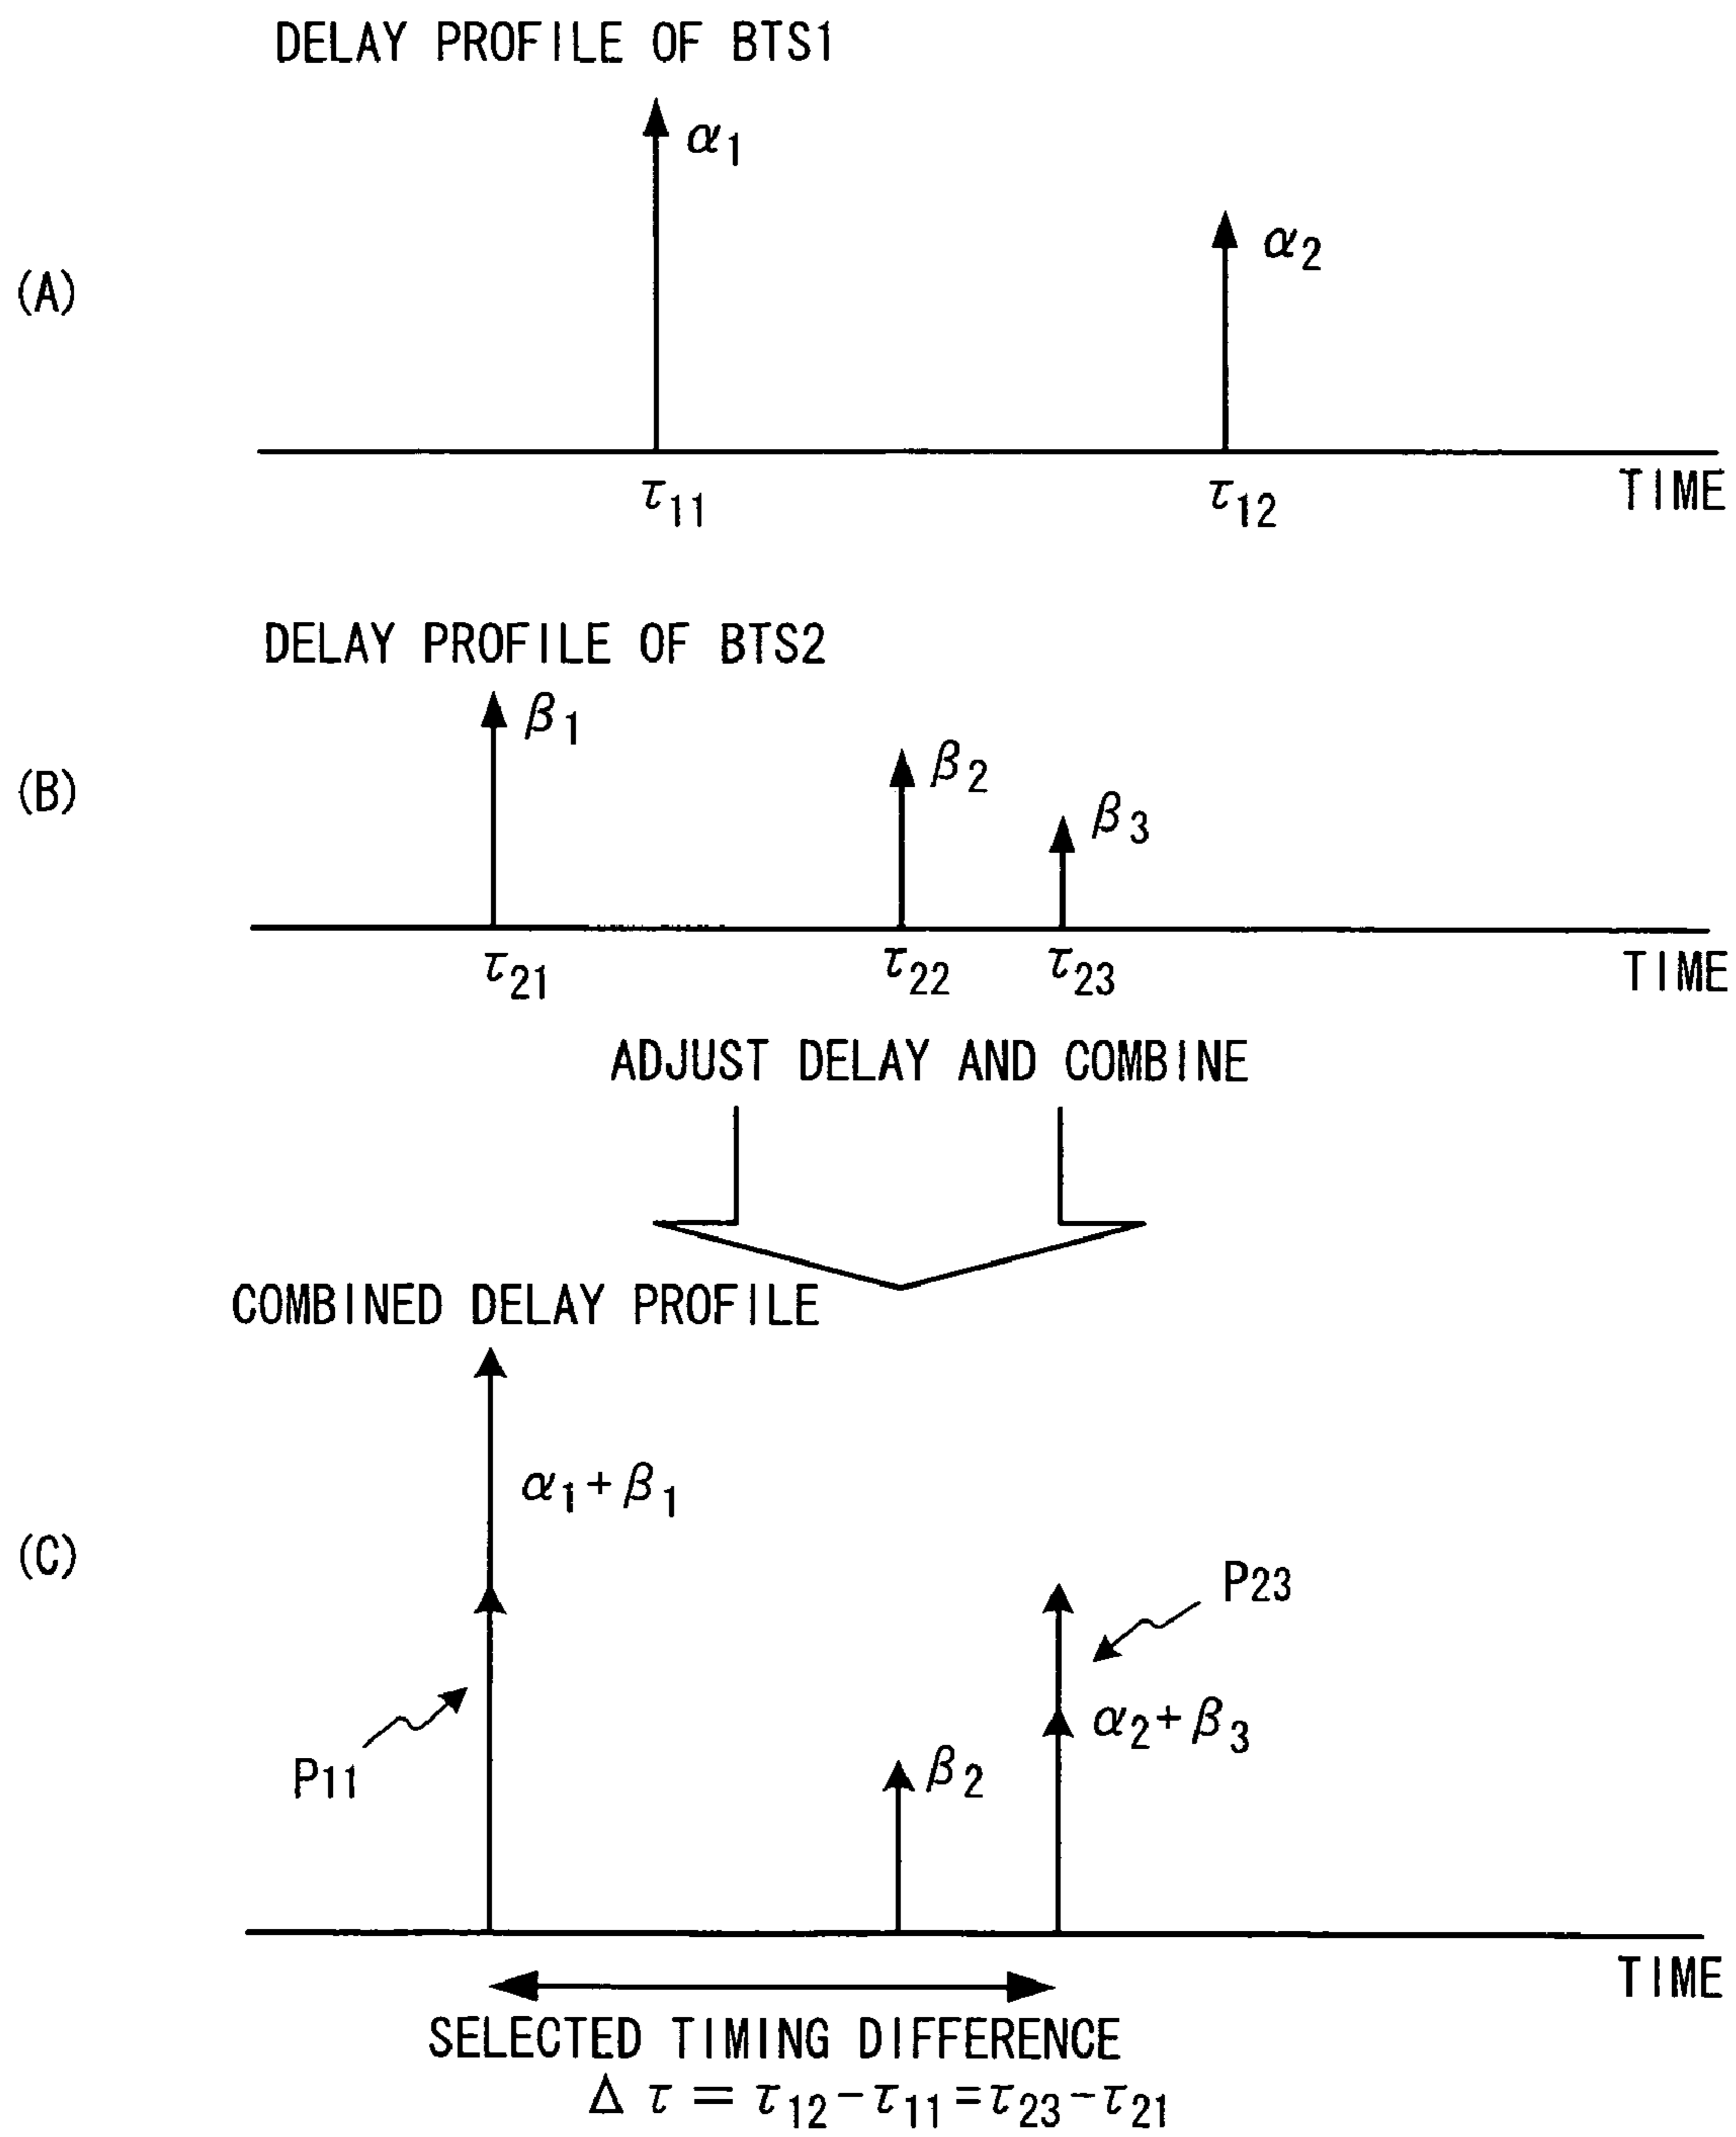 DELAY PROFILE OF BTS1
α1
α2
(A)
τ11
τ12
TIME
DELAY PROFILE OF BTS2
β1
β2
β3
(B)
τ21
τ22
τ23
TIME
ADJUST DELAY AND COMBINE
COMBINED DELAY PROFILE
α1+β1
(C)
P23
α2+β3
P11
β2
TIME
SELECTED TIMING DIFFERENCE
Δτ=τ12-τ11=τ23-τ21